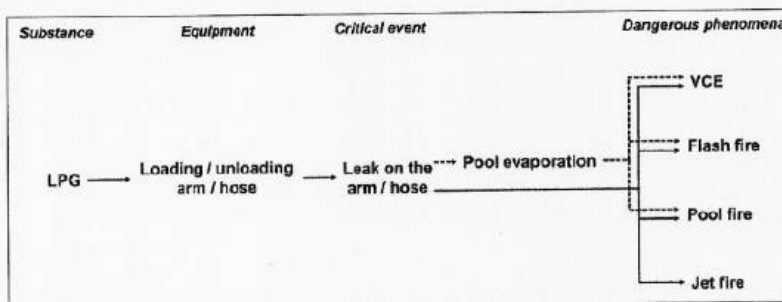 Substance Equipment Critical event Dangerous phenomena
VCE
Flash fire
Loading / unloading Leak on the Pool evaporation
LPG
arm / hose arm / hose
Pool fire
Jet fire